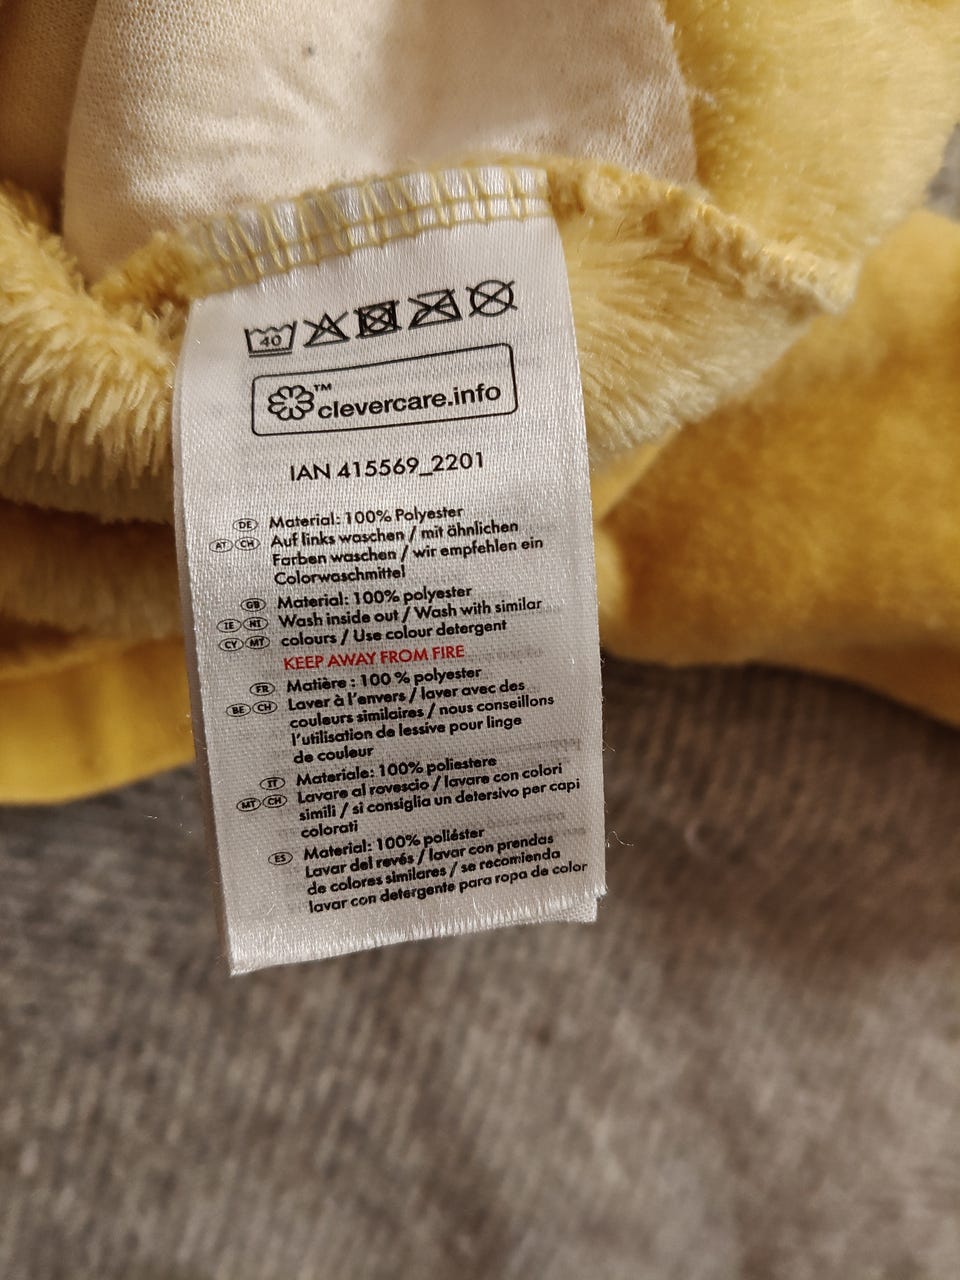 40
™
clevercare.info
IAN 415569_2201
DE Material: 100% Polyester
AT CH Auf links waschen / mit ähnlichen
Farben waschen / wir empfehlen ein
Colorwaschmittel
GB Material: 100% polyester
IE NI Wash inside out / Wash with similar
CY MT colours / Use colour detergent
KEEP AWAY FROM FIRE
FR Matière : 100 % polyester
BE CH Laver à l'envers / laver avec des
couleurs similaires / nous conseillons
l'utilisation de lessive pour linge
de couleur
IT Materiale: 100% poliestere
MT CH Lavare al rovescio / lavare con colori
simili / si consiglia un detersivo per capi
colorati
ES Material: 100% poliéster
Lavar del revés / lavar con prendas
de colores similares / se recomienda
lavar con detergente para ropa de color